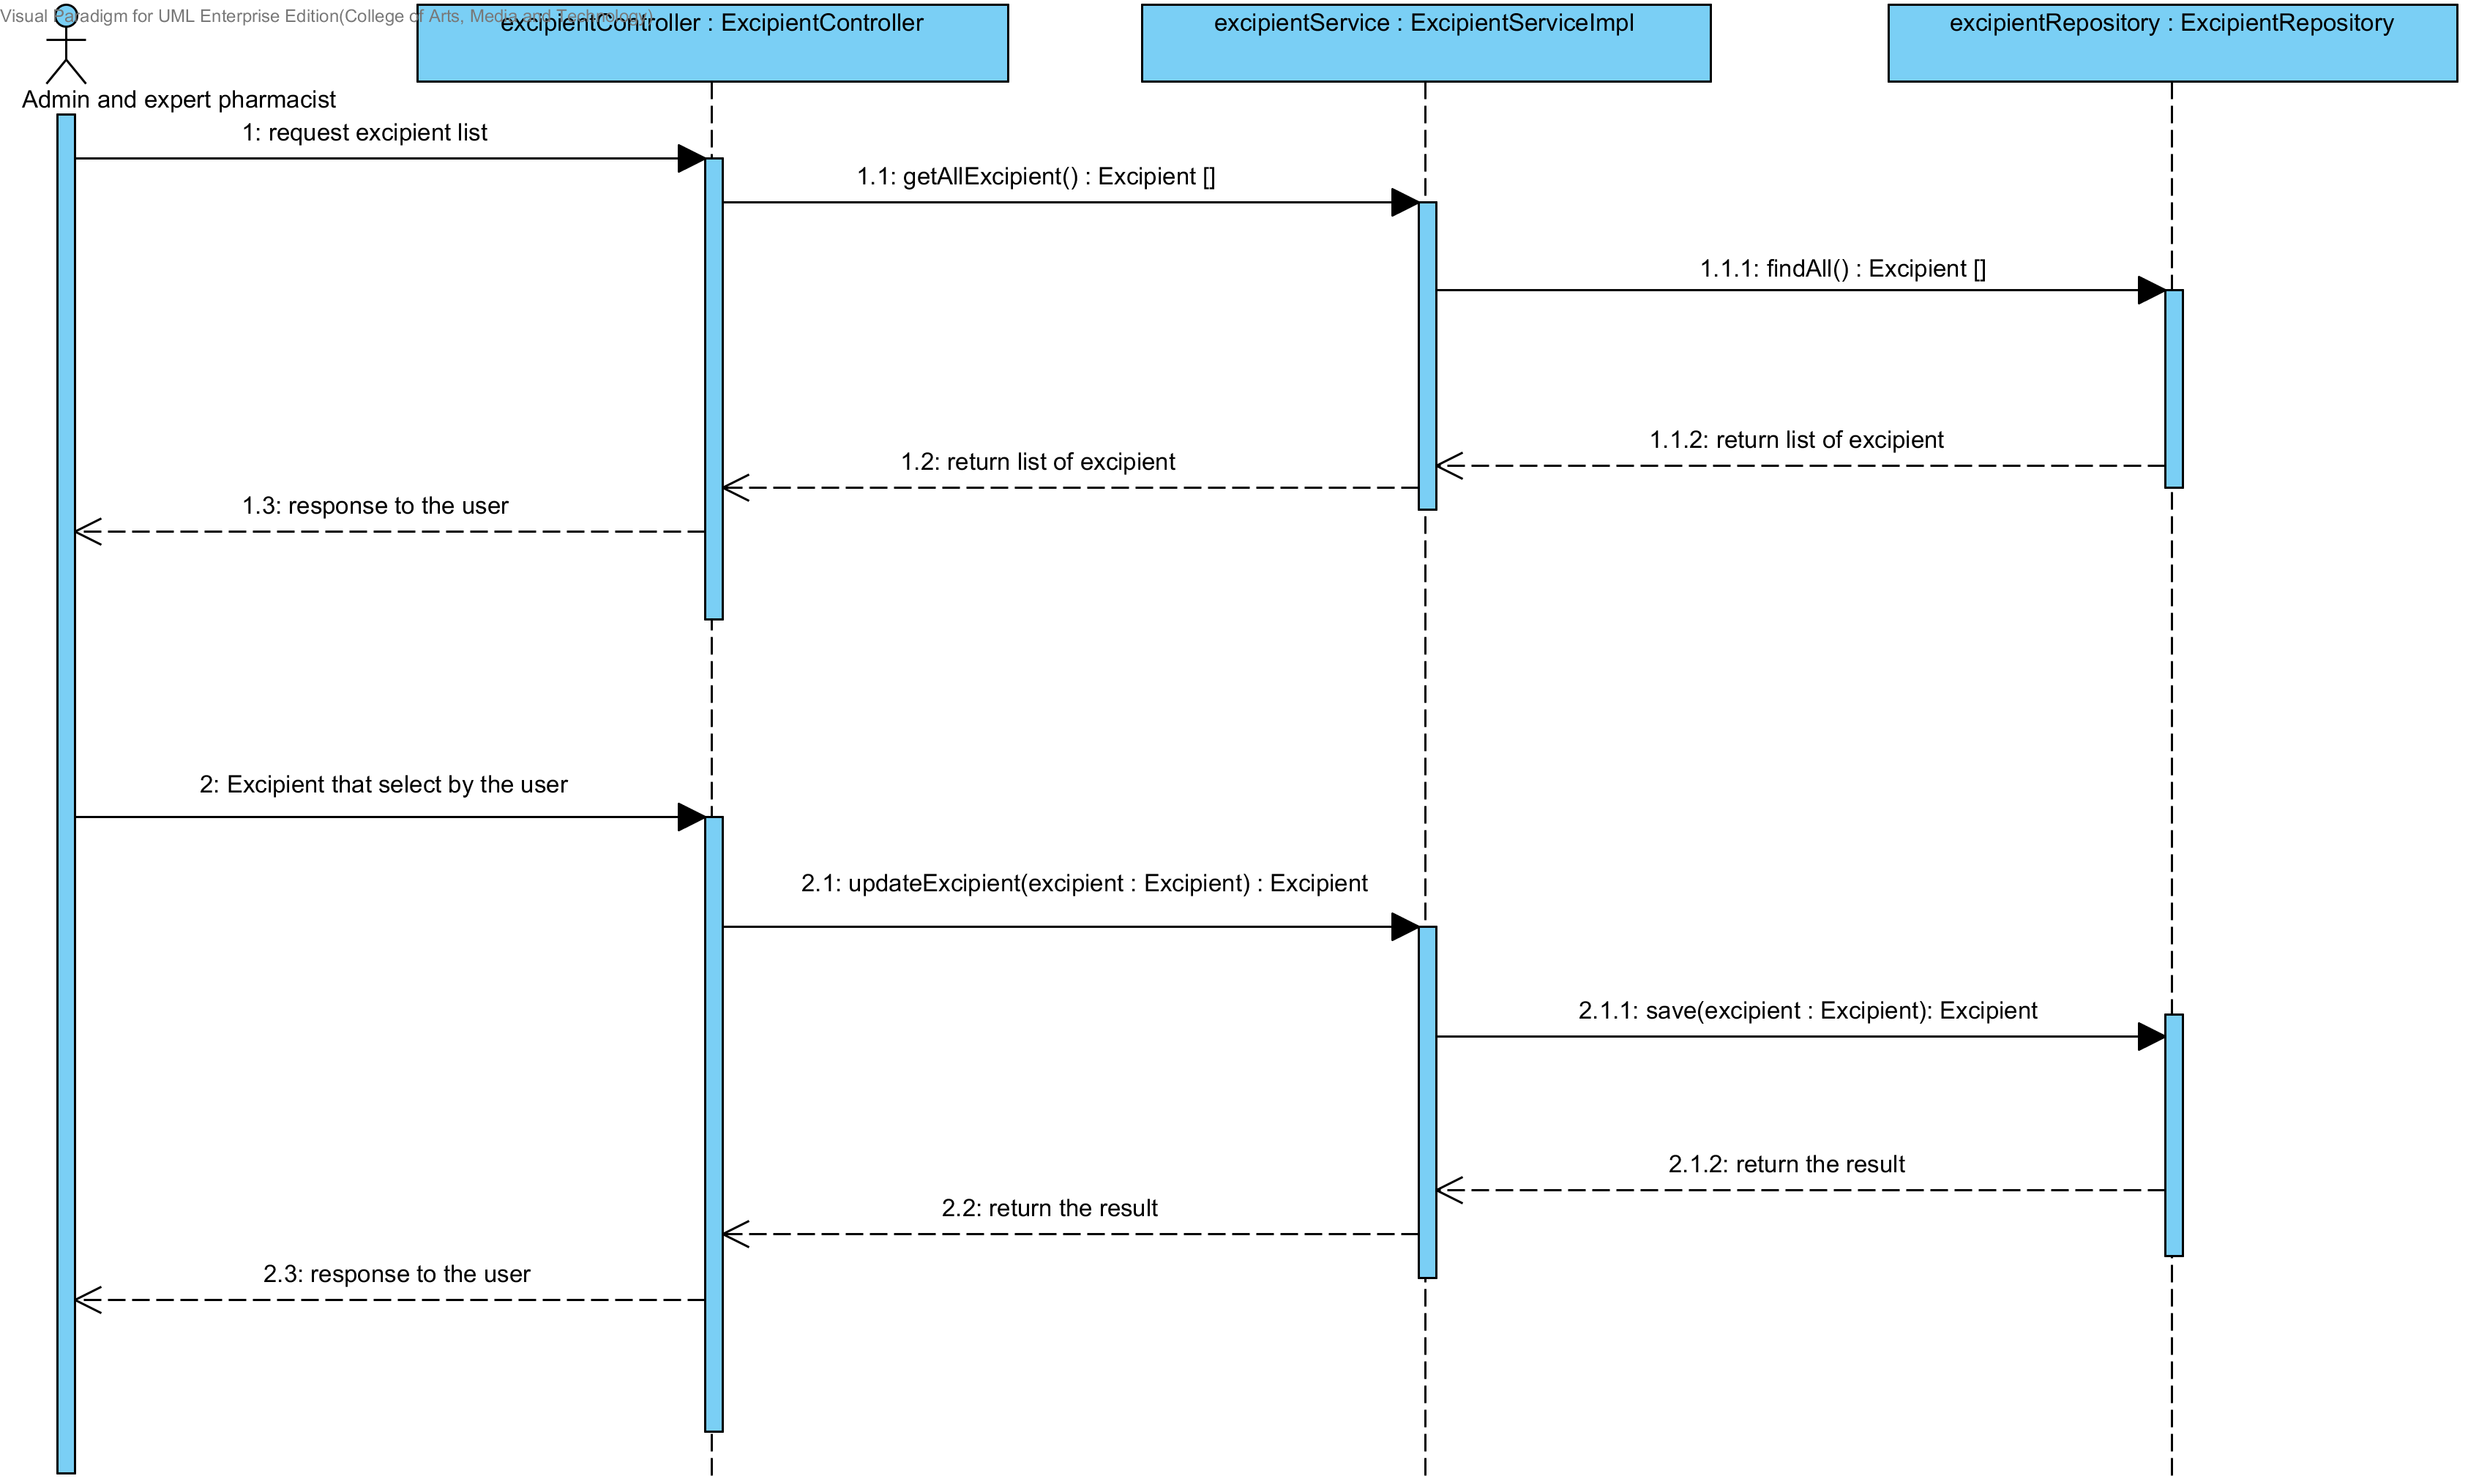 Visual Paradigm for UML Enterprise Edition(College of Arts, Media and Technology)
excipientController : ExcipientController
excipientService : ExcipientServiceImpl
excipientRepository : ExcipientRepository
Admin and expert pharmacist
1: request excipient list
1.1: getAllExcipient() : Excipient []
1.1.1: findAll() : Excipient []
1.1.2: return list of excipient
1.2: return list of excipient
1.3: response to the user
2: Excipient that select by the user
2.1: updateExcipient(excipient : Excipient) : Excipient
2.1.1: save(excipient : Excipient): Excipient
2.1.2: return the result
2.2: return the result
2.3: response to the user